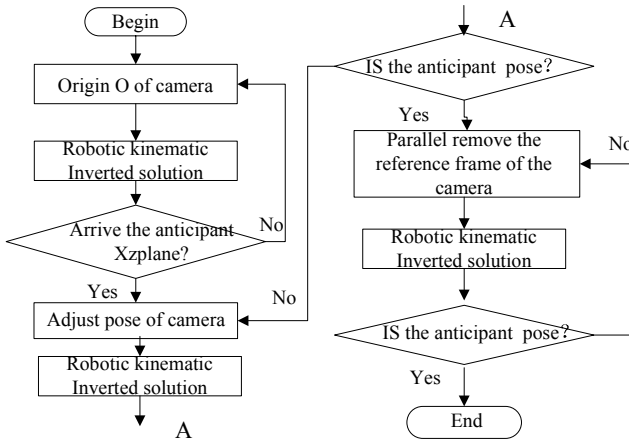 Begin
Origin O of camera
Robotic kinematic
Inverted solution
Arrive the anticipant
Xzplane?
No
Yes
Adjust pose of camera
Robotic kinematic
Inverted solution
A
A
IS the anticipant pose?
No
Yes
Parallel remove the
reference frame of the
camera
No
Robotic kinematic
Inverted solution
IS the anticipant pose?
Yes
End